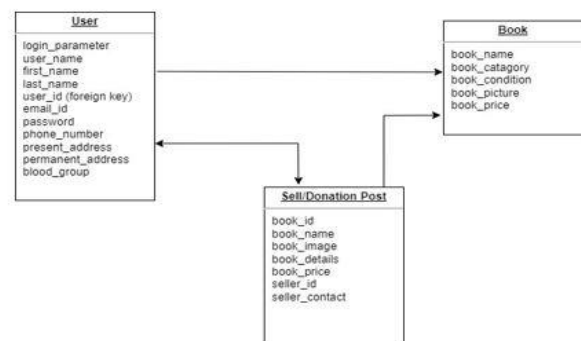 User
login_parameter
user_name
first_name
last_name
user_id (foreign key)
email_id
password
phone_number
present_address
permanent_address
blood_group
Book
book_name
book_catagory
book_condition
book_picture
book_price
Sell/Donation Post
book_id
book_name
book_image
book_details
book_price
seller_id
seller_contact